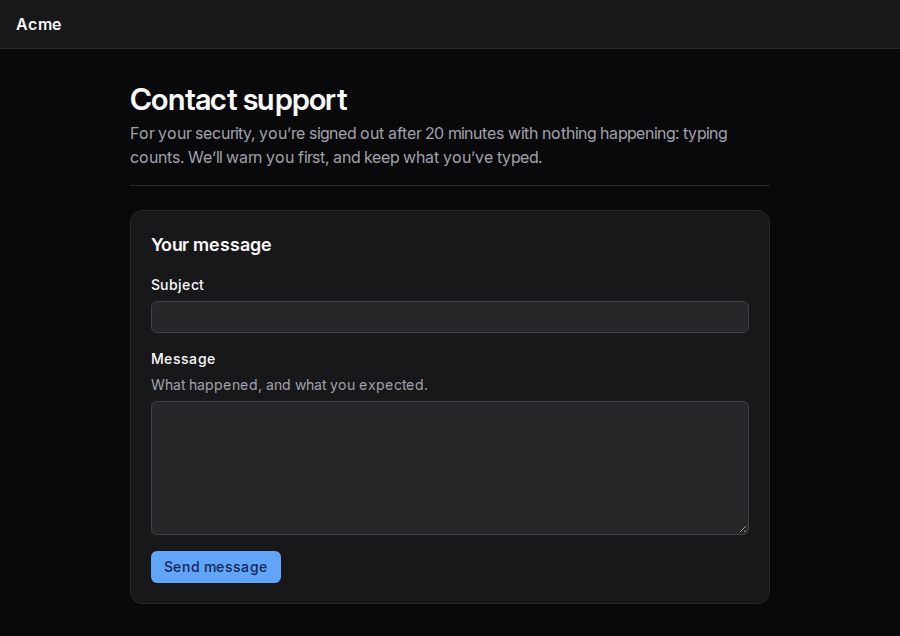 Acme
Contact support
For your security, you’re signed out after 20 minutes with nothing happening: typing
counts. We’ll warn you first, and keep what you’ve typed.
Your message
Subject
Message
What happened, and what you expected.
Send message